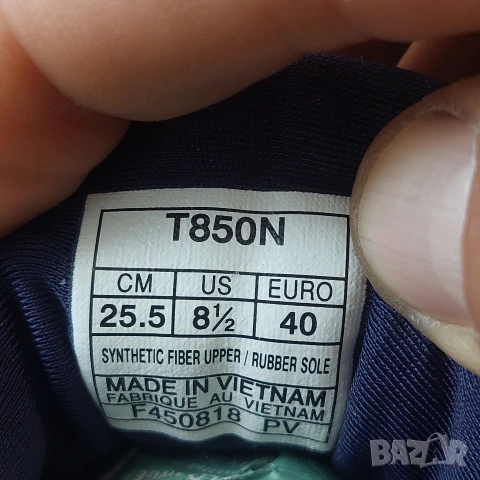 T850N
CM US EURO
25.5 8½ 40
SYNTHETIC FIBER UPPER / RUBBER SOLE
MADE IN VIETNAM
FABRIQUE AU VIETNAM
F450818 PV
BAZAR